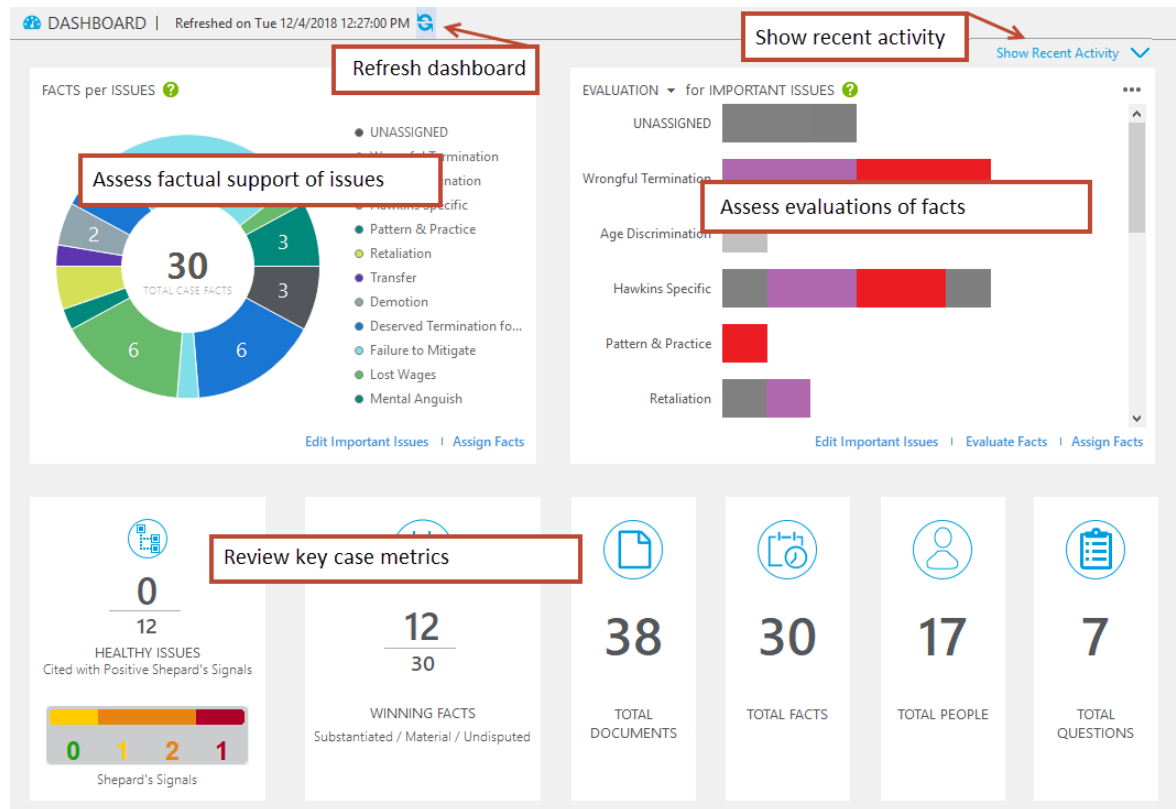 DASHBOARD | Refreshed on Tue 12/4/2018 12:27:00 PM
Refresh dashboard
Show recent activity
Show Recent Activity
FACTS per ISSUES ?
Assess factual support of issues
2
3
3
6
6
30
TOTAL CASE FACTS
UNASSIGNED
Pattern & Practice
Retaliation
Transfer
Demotion
Deserved Termination fo...
Failure to Mitigate
Lost Wages
Mental Anguish
Edit Important Issues | Assign Facts
EVALUATION for IMPORTANT ISSUES ?
UNASSIGNED
Wrongful Termination
Assess evaluations of facts
Age Discrimination
Hawkins Specific
Pattern & Practice
Retaliation
Edit Important Issues | Evaluate Facts | Assign Facts
Review key case metrics
0
12
HEALTHY ISSUES
Cited with Positive Shepard's Signals
0 1 2 1
Shepard's Signals
12
30
WINNING FACTS
Substantiated / Material / Undisputed
38
TOTAL
DOCUMENTS
30
TOTAL FACTS
17
TOTAL PEOPLE
7
TOTAL
QUESTIONS